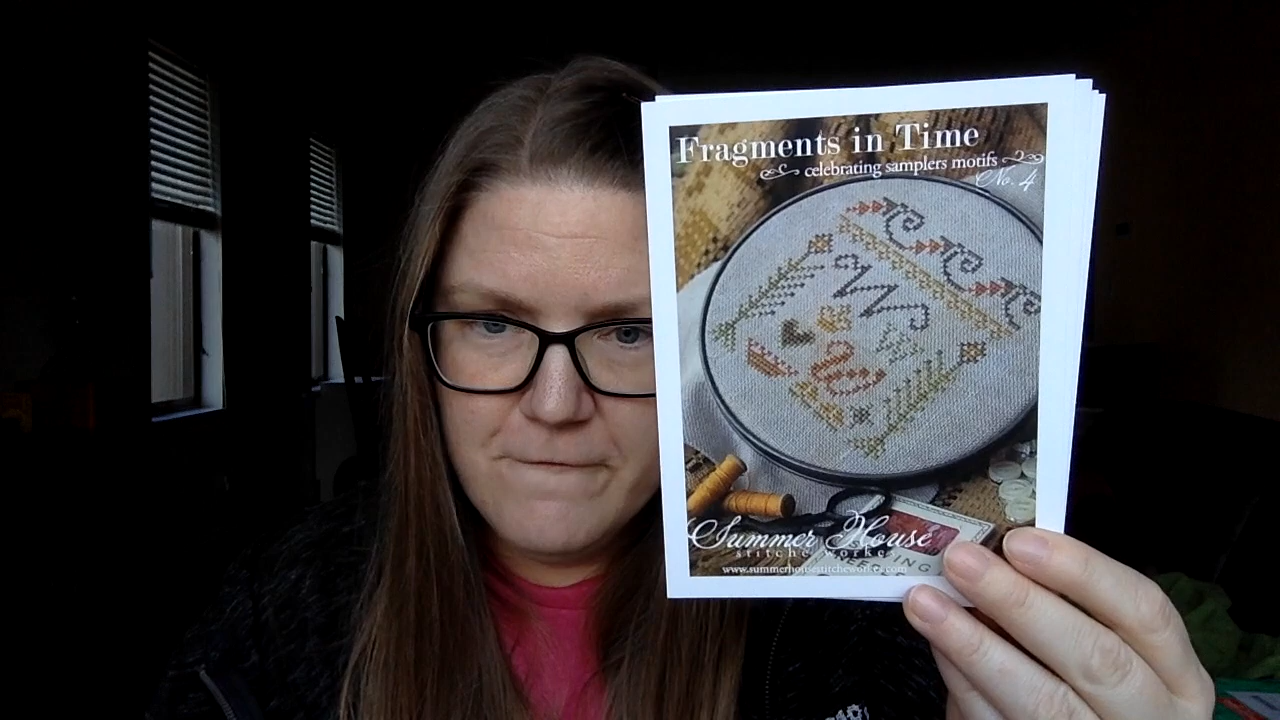 Fragments in Time
celebrating samplers motifs
No. 4
Summer House
stitche workes
www.summerhousestitcheworkes.com